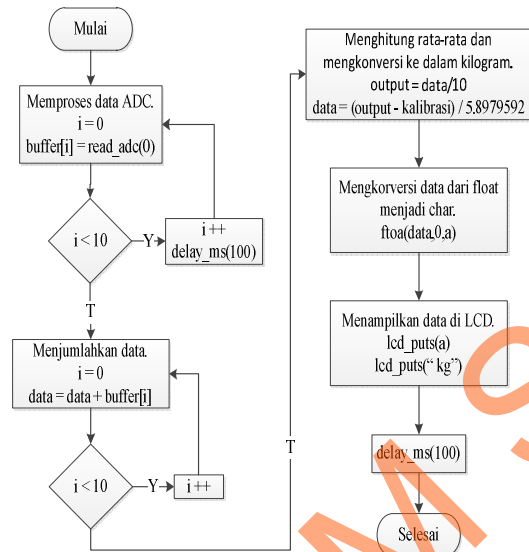 Mulai
Memproses data ADC.
i = 0
buffer[i] = read_adc(0)
i < 10
Y
i ++
delay_ms(100)
T
Menjumlahkan data.
i = 0
data = data + buffer[i]
i < 10
Y
i ++
T
Menghitung rata-rata dan
mengkonversi ke dalam kilogram.
output = data/10
data = (output - kalibrasi) / 5.8979592
Mengkorversi data dari float
menjadi char.
ftoa(data,0,a)
Menampilkan data di LCD.
lcd_puts(a)
lcd_puts(“ kg”)
delay_ms(100)
Selesai